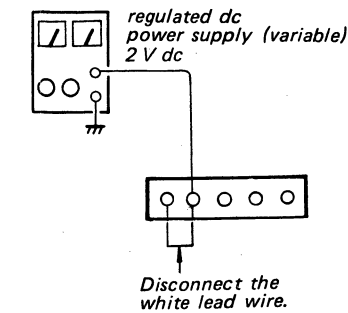 regulated dc
power supply (variable)
2 V dc
Disconnect the
white lead wire.